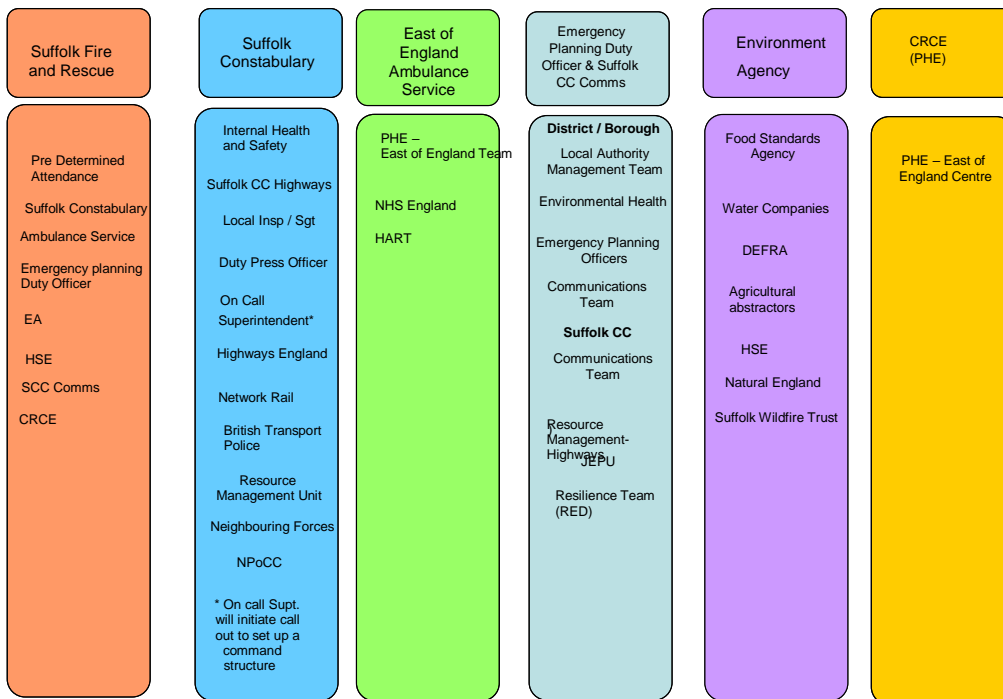 Suffolk Fire
and Rescue
Suffolk
Constabulary
East of
England
Ambulance
Service
Emergency
Planning Duty
Officer & Suffolk
CC Comms
Environment
Agency
CRCE
(PHE)
Pre Determined
Attendance
Suffolk Constabulary
Ambulance Service
Emergency planning
Duty Officer
EA
HSE
SCC Comms
CRCE
Internal Health
and Safety
Suffolk CC Highways
Local Insp / Sgt
Duty Press Officer
On Call
Superintendent*
Highways England
Network Rail
British Transport
Police
Resource
Management Unit
Neighbouring Forces
NPoCC
* On call Supt.
will initiate call
out to set up a
command
structure
PHE –
East of England Team
NHS England
HART
District / Borough
Local Authority
Management Team
Environmental Health
Emergency Planning
Officers
Communications
Team
Suffolk CC
Communications
Team
)
Resource
Management-
Highways
JEPU
Resilience Team
(RED)
Food Standards
Agency
Water Companies
DEFRA
Agricultural
abstractors
HSE
Natural England
Suffolk Wildfire Trust
PHE – East of
England Centre